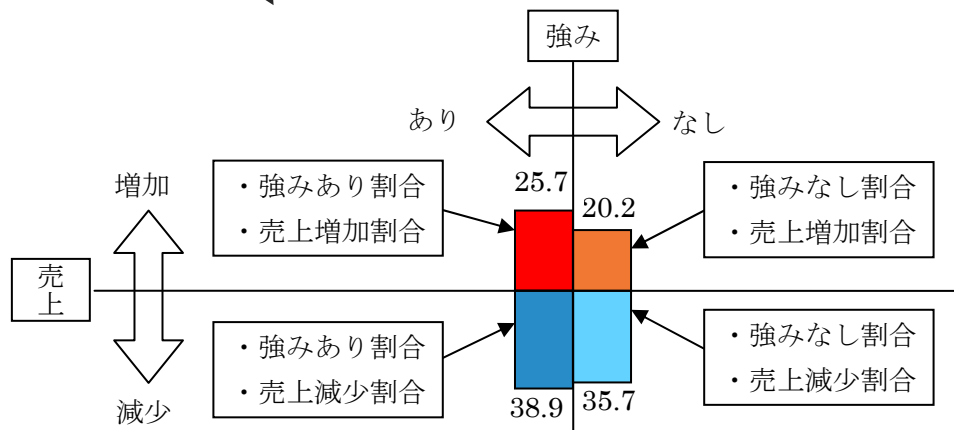 強み
あり
なし
増加
・強みあり割合
・売上増加割合
25.7
20.2
・強みなし割合
・売上増加割合
売
上
・強みあり割合
・売上減少割合
・強みなし割合
・売上減少割合
減少
38.9
35.7